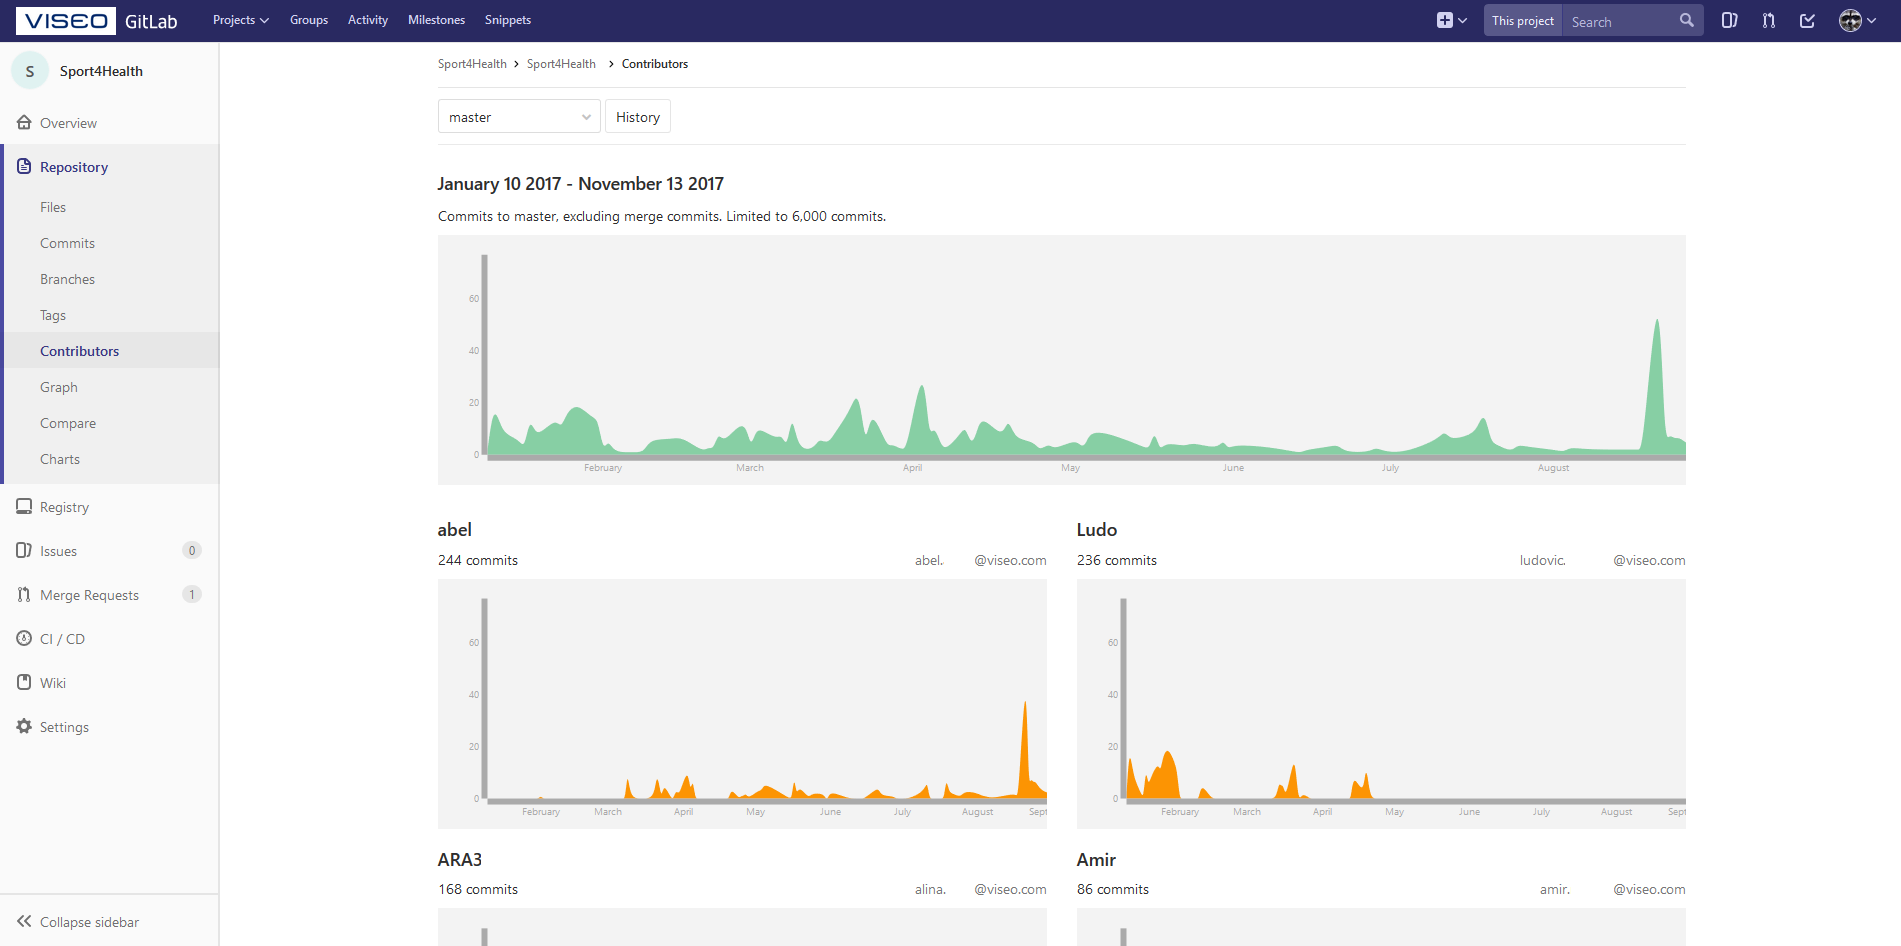 VISEO GitLab Projects Groups Activity Milestones Snippets This project Search
S Sport4Health
Sport4Health Sport4Health Contributors
Overview
master History
Repository
Files
Commits
Branches
Tags
Contributors
Graph
Compare
Charts
Registry
Issues 0
Merge Requests 1
CI / CD
Wiki
Settings
Collapse sidebar
January 10 2017 - November 13 2017
Commits to master, excluding merge commits. Limited to 6,000 commits.
60
40
20
0
February March April May June July August
abel
244 commits abel. @viseo.com
60
40
20
0
February March April May June July August Sept
Ludo
236 commits ludovic. @viseo.com
60
40
20
0
February March April May June July August Sept
ARA3
168 commits alina. @viseo.com
Amir
86 commits amir. @viseo.com